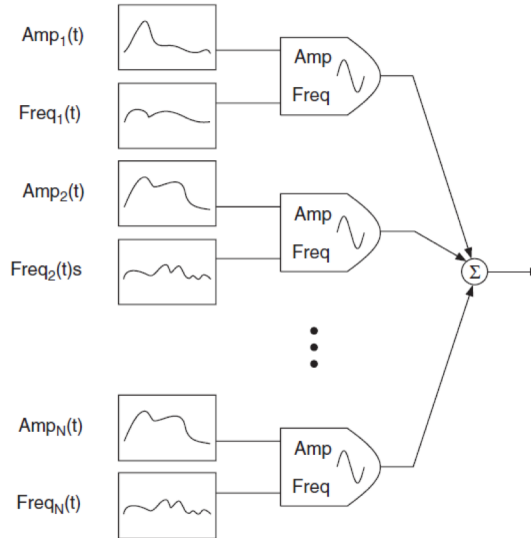 Amp₁(t)
Amp
Freq₁(t)
Freq
Amp₂(t)
Amp
Freq₂(t)s
Freq
Σ
Ampₙ(t)
Amp
Freqₙ(t)
Freq